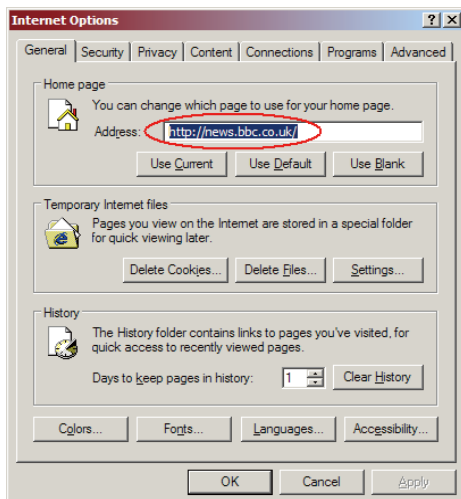 Internet Options
General Security Privacy Content Connections Programs Advanced
Home page
You can change which page to use for your home page.
Address: http://news.bbc.co.uk/
Use Current Use Default Use Blank
Temporary Internet files
Pages you view on the Internet are stored in a special folder
for quick viewing later.
Delete Cookies... Delete Files... Settings...
History
The History folder contains links to pages you've visited, for
quick access to recently viewed pages.
Days to keep pages in history: 1 Clear History
Colors... Fonts... Languages... Accessibility...
OK Cancel Apply